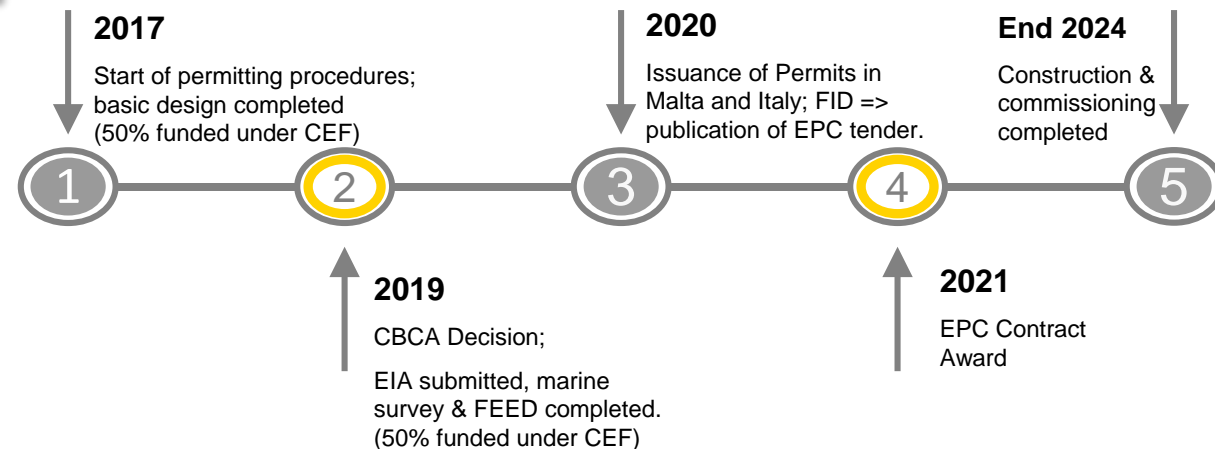 2017
Start of permitting procedures;
basic design completed
(50% funded under CEF)
2020
Issuance of Permits in
Malta and Italy; FID =>
publication of EPC tender.
End 2024
Construction &
commissioning
completed
1
2
3
4
5
2019
CBCA Decision;
EIA submitted, marine
survey & FEED completed.
(50% funded under CEF)
2021
EPC Contract
Award